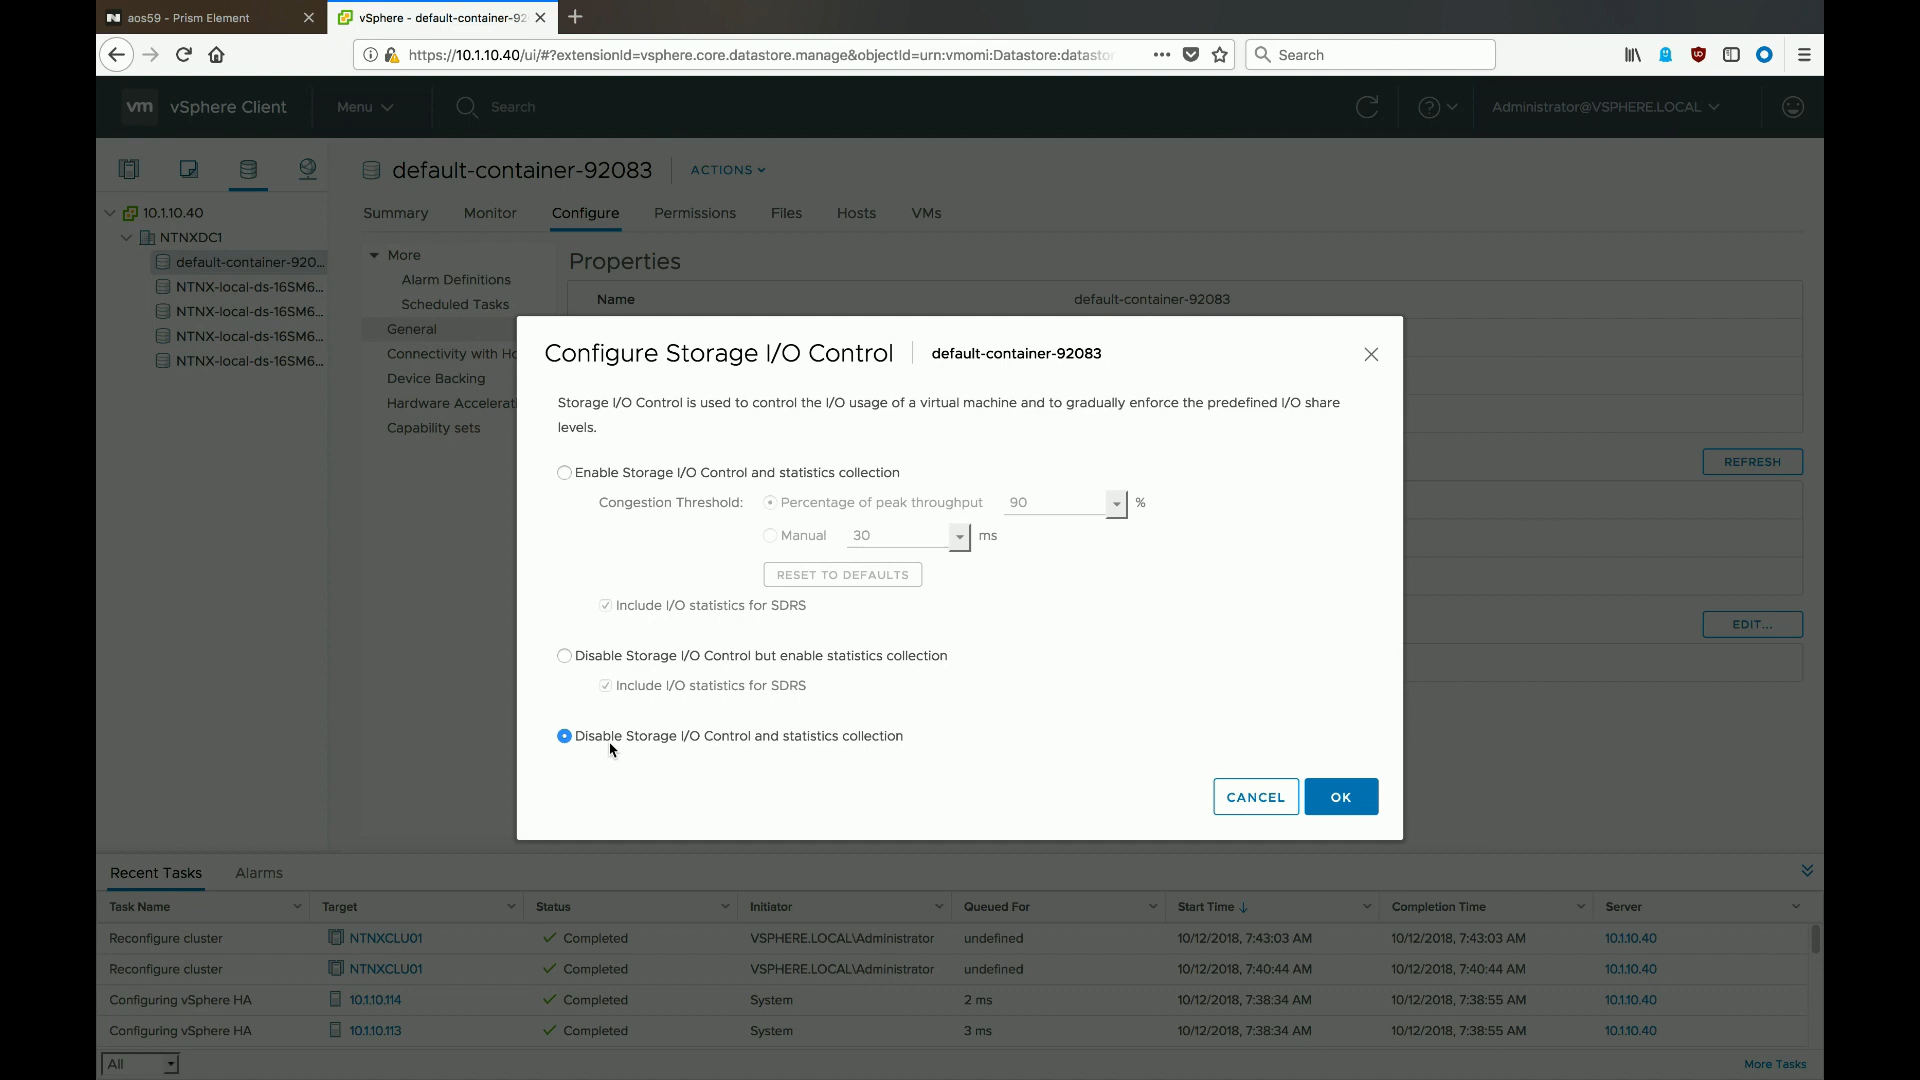 aos59 - Prism Element
vSphere - default-container-92
https://10.1.10.40/ui/#?extensionId=vsphere.core.datastore.manage&objectId=urn:vmomi:Datastore:datastor
Search
vm vSphere Client Menu Search Administrator@VSPHERE.LOCAL
default-container-92083 ACTIONS
10.1.10.40
NTNXDC1
default-container-920...
NTNX-local-ds-16SM6...
NTNX-local-ds-16SM6...
NTNX-local-ds-16SM6...
NTNX-local-ds-16SM6...
Summary Monitor Configure Permissions Files Hosts VMs
More
Alarm Definitions
Scheduled Tasks
General
Connectivity with Ho
Device Backing
Hardware Accelerat
Capability sets
Properties
Name default-container-92083
REFRESH
EDIT...
Configure Storage I/O Control default-container-92083
Storage I/O Control is used to control the I/O usage of a virtual machine and to gradually enforce the predefined I/O share
levels.
Enable Storage I/O Control and statistics collection
Congestion Threshold: Percentage of peak throughput 90 %
Manual 30 ms
RESET TO DEFAULTS
Include I/O statistics for SDRS
Disable Storage I/O Control but enable statistics collection
Include I/O statistics for SDRS
Disable Storage I/O Control and statistics collection
CANCEL OK
Recent Tasks Alarms
Task Name Target Status Initiator Queued For Start Time Completion Time Server
Reconfigure cluster NTNXCLU01 Completed VSPHERE.LOCAL\Administrator undefined 10/12/2018, 7:43:03 AM 10/12/2018, 7:43:03 AM 10.1.10.40
Reconfigure cluster NTNXCLU01 Completed VSPHERE.LOCAL\Administrator undefined 10/12/2018, 7:40:44 AM 10/12/2018, 7:40:44 AM 10.1.10.40
Configuring vSphere HA 10.1.10.114 Completed System 2 ms 10/12/2018, 7:38:34 AM 10/12/2018, 7:38:55 AM 10.1.10.40
Configuring vSphere HA 10.1.10.113 Completed System 3 ms 10/12/2018, 7:38:34 AM 10/12/2018, 7:38:55 AM 10.1.10.40
All More Tasks